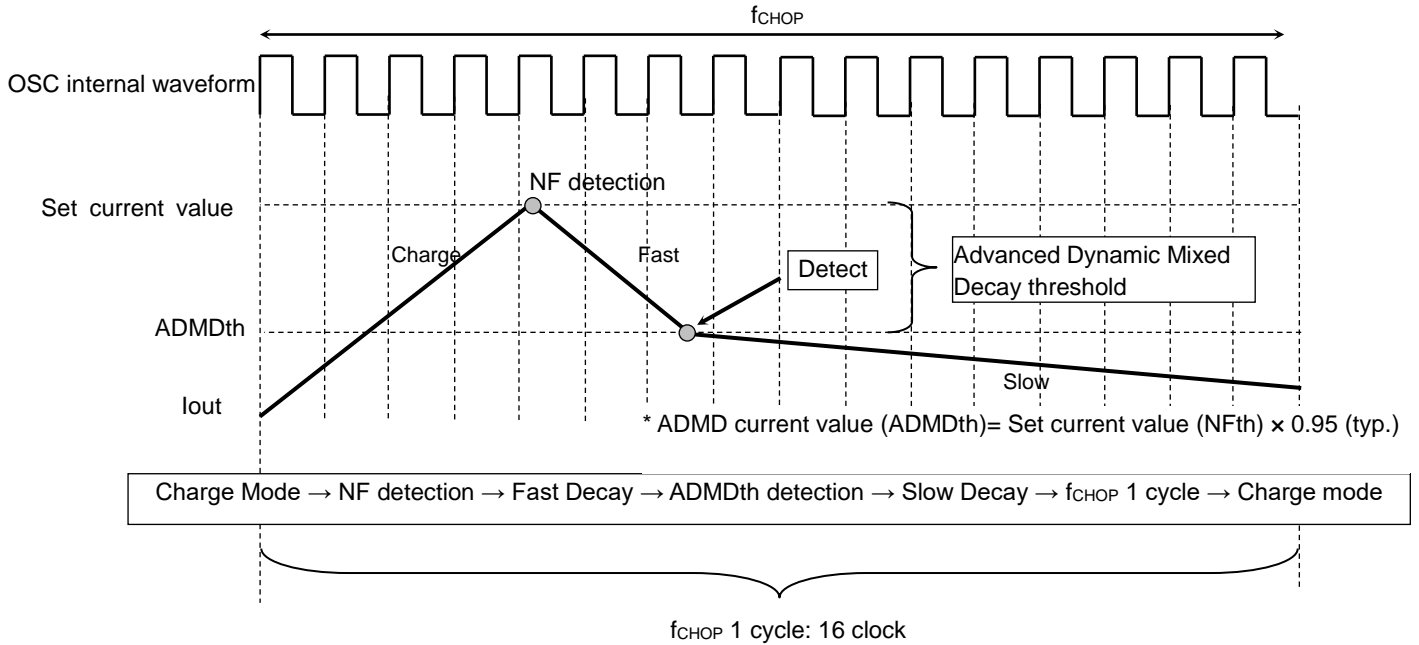 fCHOP
OSC internal waveform
NF detection
Set current value
Charge
Fast
Detect
Advanced Dynamic Mixed
Decay threshold
ADMDth
Slow
Iout
* ADMD current value (ADMDth)= Set current value (NFth) × 0.95 (typ.)
Charge Mode → NF detection → Fast Decay → ADMDth detection → Slow Decay → fCHOP 1 cycle → Charge mode
fCHOP 1 cycle: 16 clock